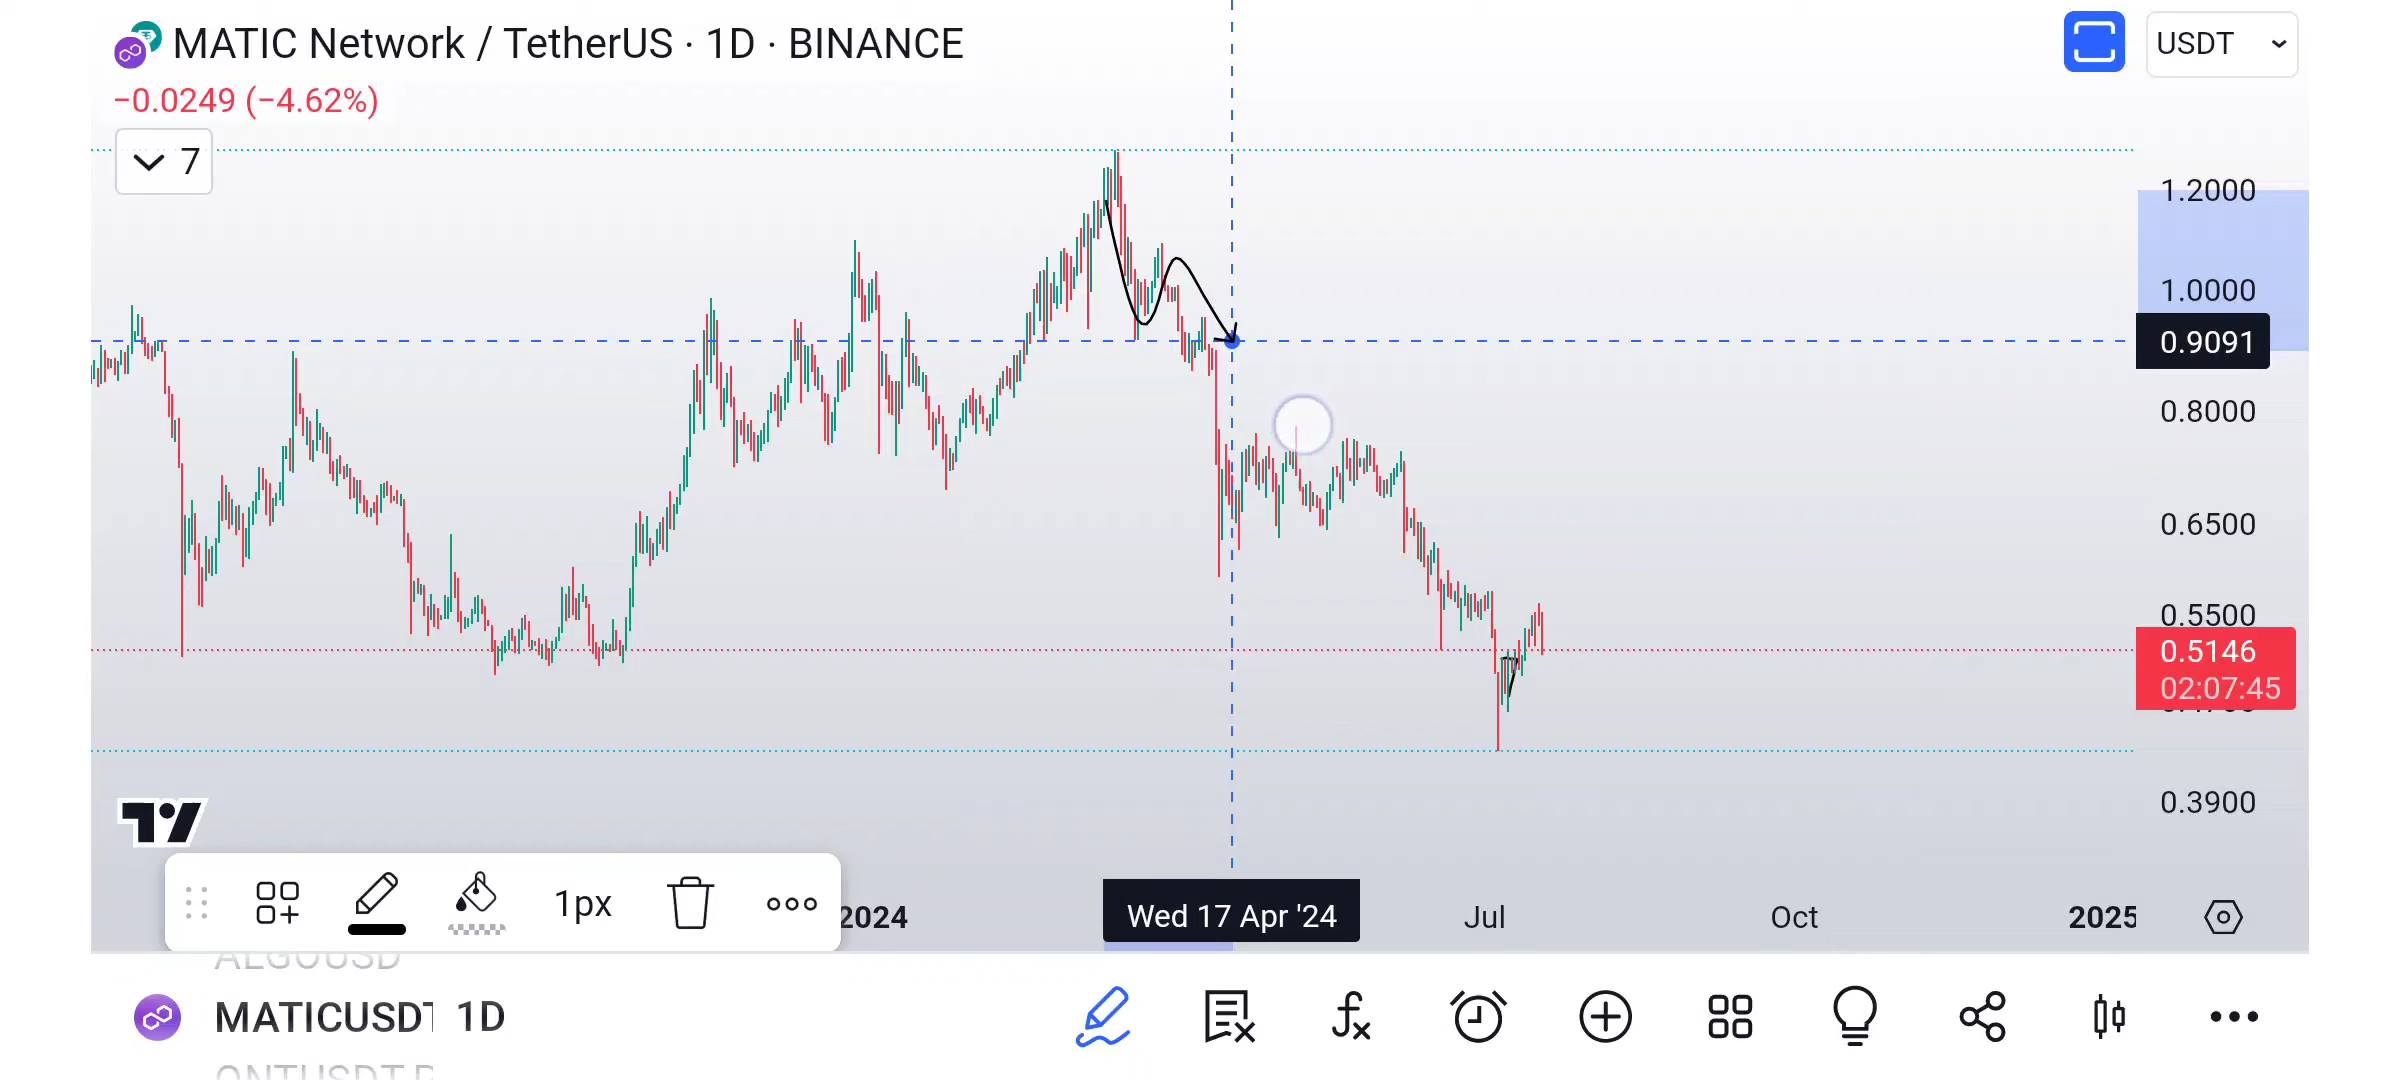 MATIC Network / TetherUS · 1D · BINANCE
USDT
−0.0249 (−4.62%)
7
1.2000
1.0000
0.9091
0.8000
0.6500
0.5500
0.5146
02:07:45
0.3900
1px
2024
Wed 17 Apr '24
Jul
Oct
2025
ALGOUSD
MATICUSDT 1D